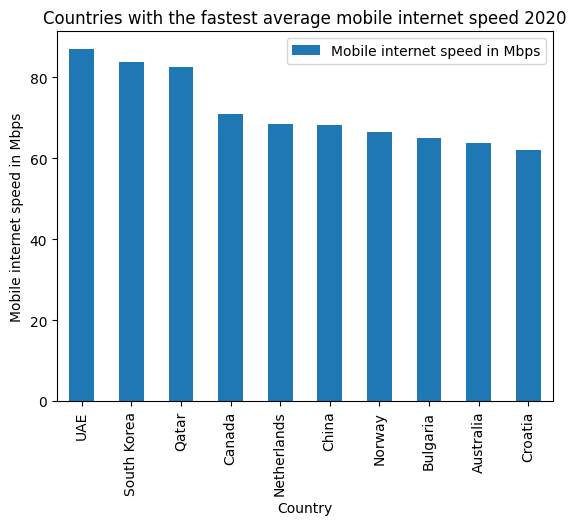 Countries with the fastest average mobile internet speed 2020
Mobile internet speed in Mbps
Mobile internet speed in Mbps
80
60
40
20
0
UAE
South Korea
Qatar
Canada
Netherlands
China
Norway
Bulgaria
Australia
Croatia
Country